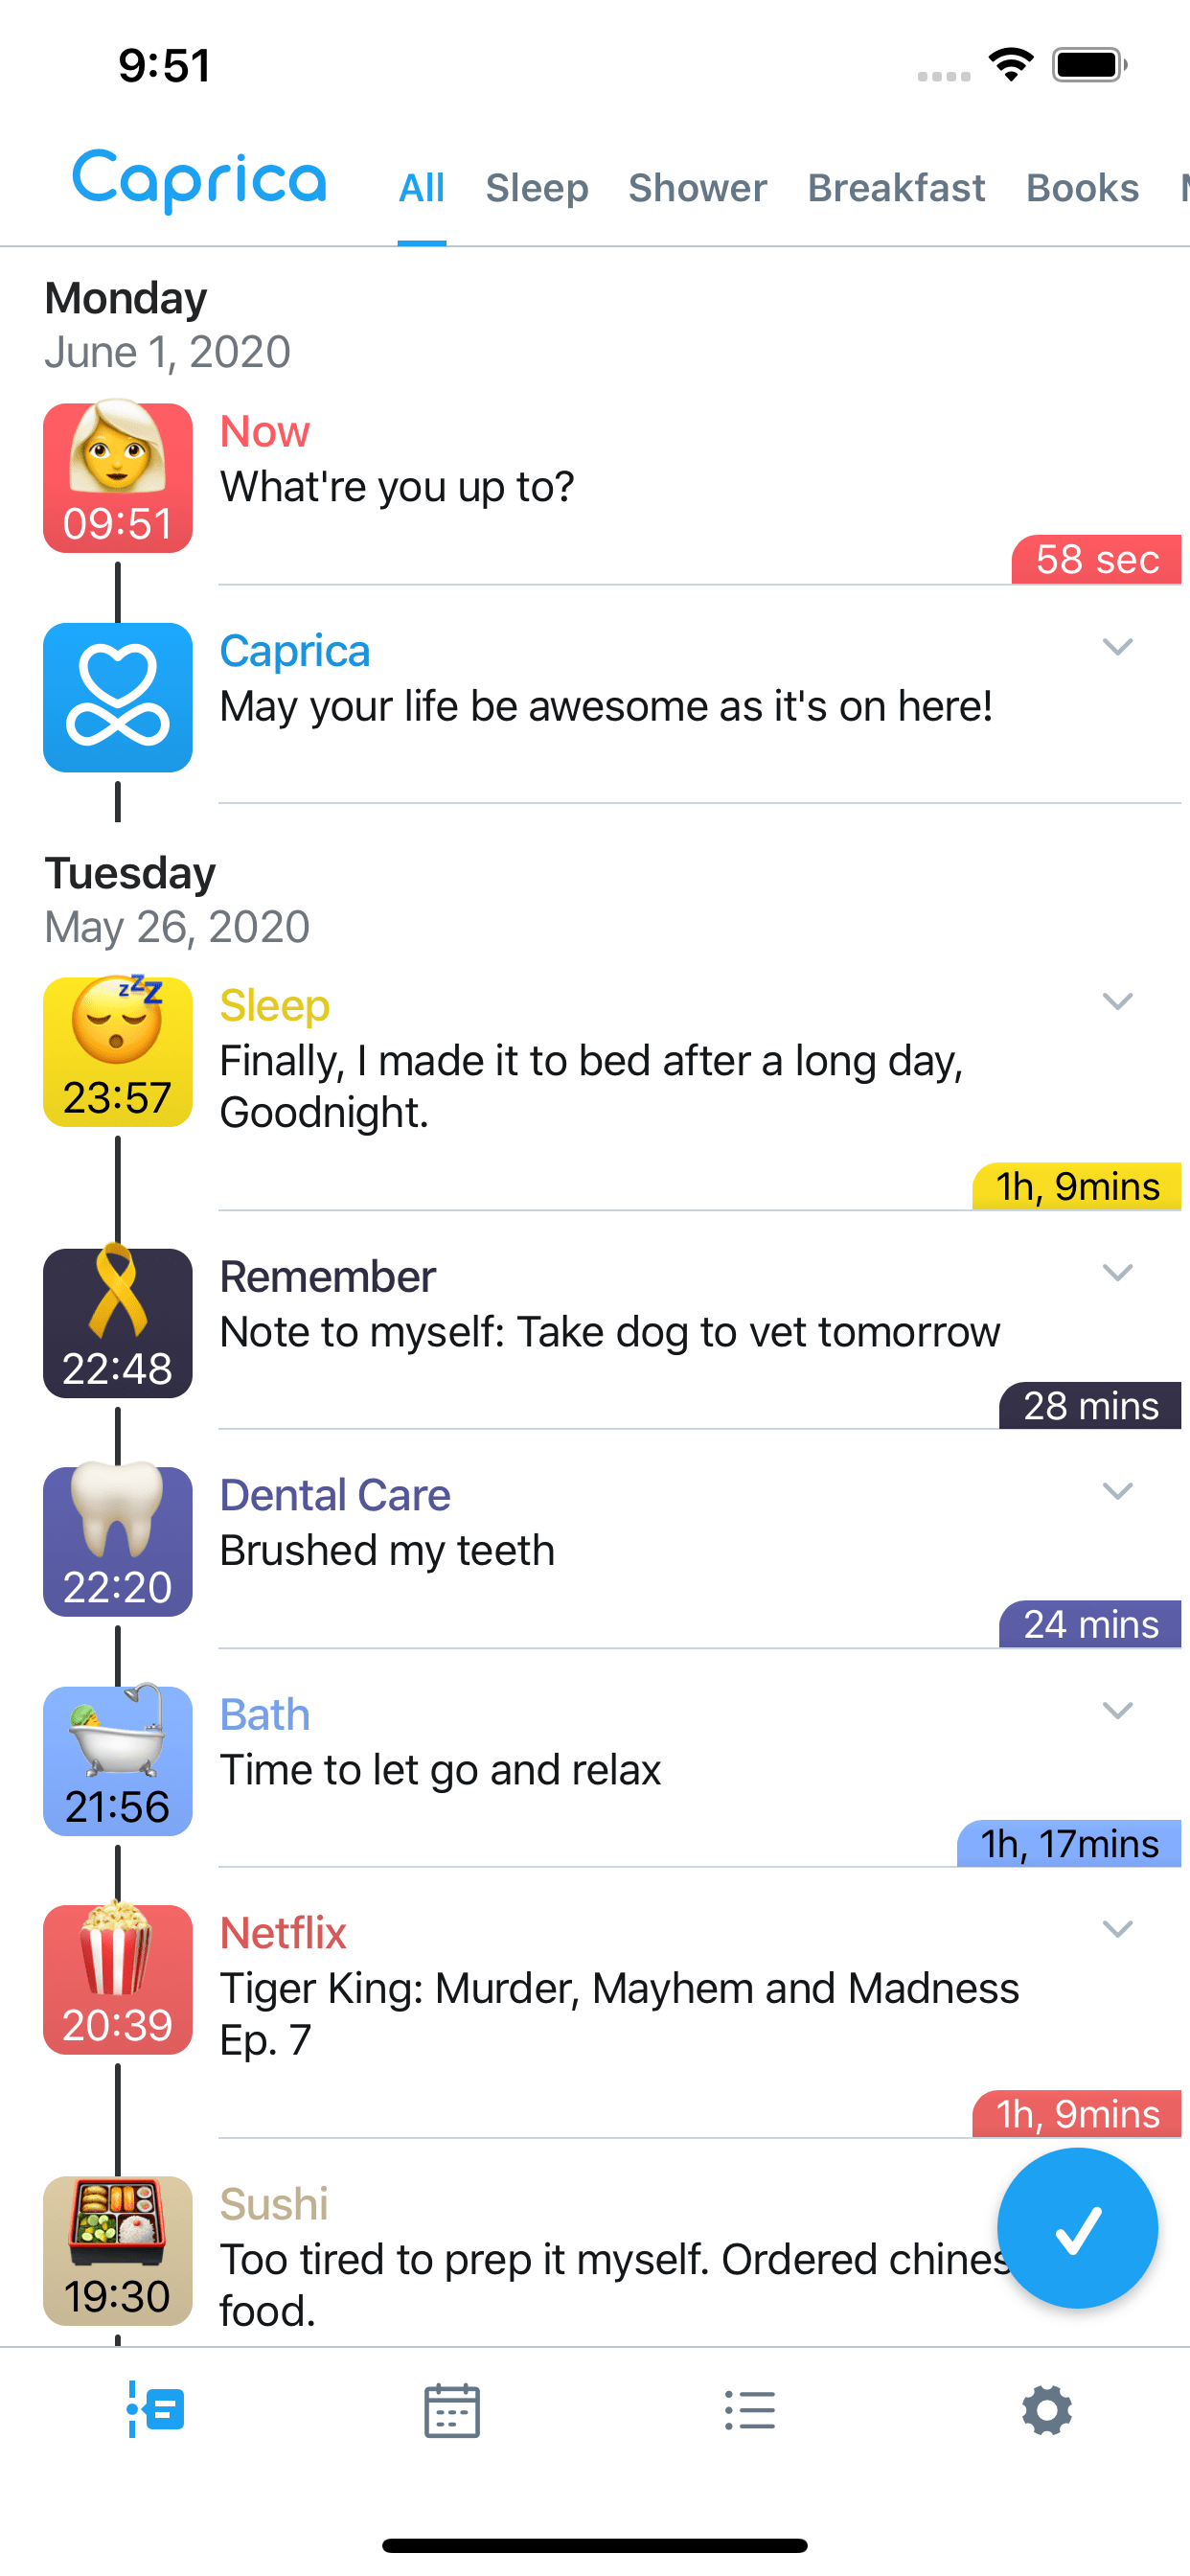 9:51
Caprica All Sleep Shower Breakfast Books
Monday
June 1, 2020
Now
What're you up to?
09:51
58 sec
Caprica
May your life be awesome as it's on here!
Tuesday
May 26, 2020
zzz
Sleep
Finally, I made it to bed after a long day,
Goodnight.
23:57
1h, 9mins
Remember
Note to myself: Take dog to vet tomorrow
22:48
28 mins
Dental Care
Brushed my teeth
22:20
24 mins
Bath
Time to let go and relax
21:56
1h, 17mins
Netflix
Tiger King: Murder, Mayhem and Madness
Ep. 7
20:39
1h, 9mins
Sushi
Too tired to prep it myself. Ordered chines
food.
19:30